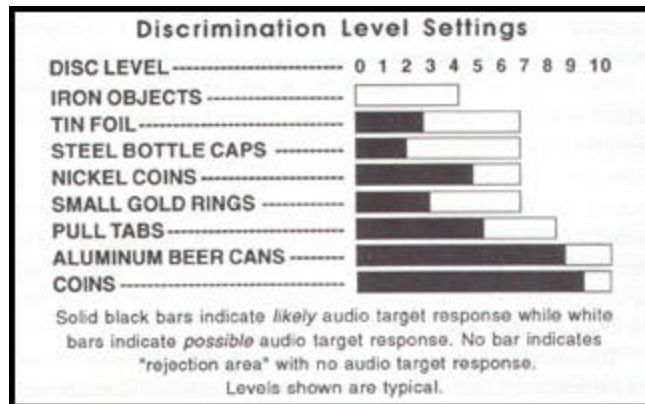 Discrimination Level Settings
DISC LEVEL ------------------ 0 1 2 3 4 5 6 7 8 9 10
IRON OBJECTS --------------
TIN FOIL ----------------------
STEEL BOTTLE CAPS --------
NICKEL COINS ---------------
SMALL GOLD RINGS --------
PULL TABS -------------------
ALUMINUM BEER CANS ------
COINS ------------------------
Solid black bars indicate likely audio target response while white
bars indicate possible audio target response. No bar indicates
"rejection area" with no audio target response.
Levels shown are typical.